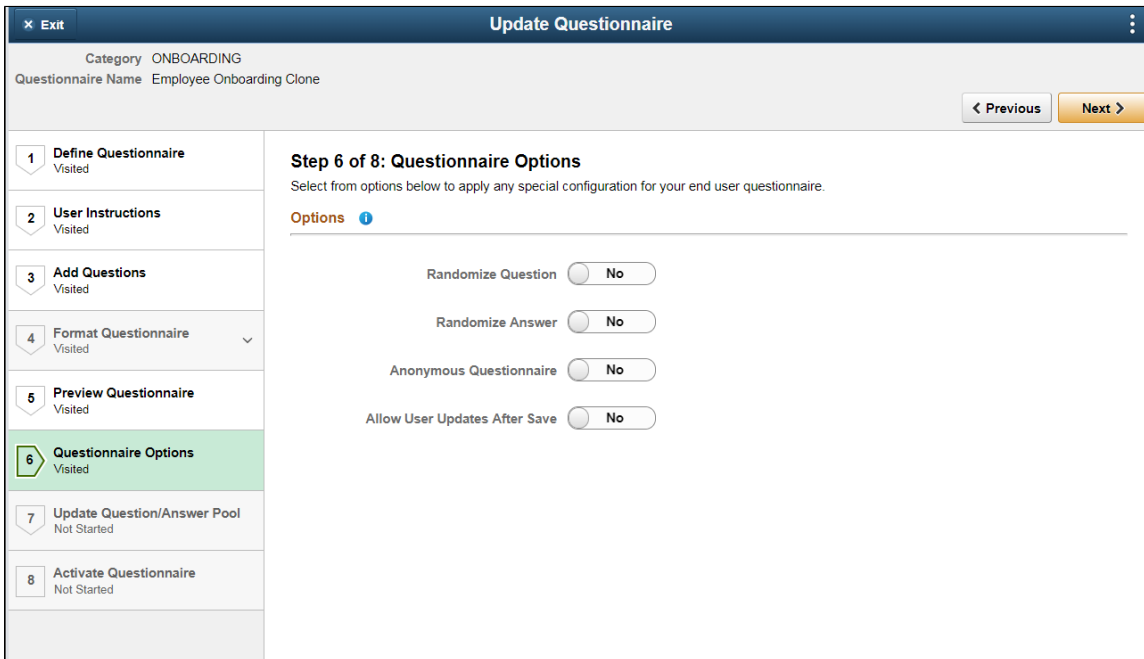 × Exit
Update Questionnaire
Category ONBOARDING
Questionnaire Name Employee Onboarding Clone
< Previous
Next >
1 Define Questionnaire
Visited
2 User Instructions
Visited
3 Add Questions
Visited
4 Format Questionnaire
Visited
5 Preview Questionnaire
Visited
6 Questionnaire Options
Visited
7 Update Question/Answer Pool
Not Started
8 Activate Questionnaire
Not Started
Step 6 of 8: Questionnaire Options
Select from options below to apply any special configuration for your end user questionnaire.
Options i
Randomize Question No
Randomize Answer No
Anonymous Questionnaire No
Allow User Updates After Save No